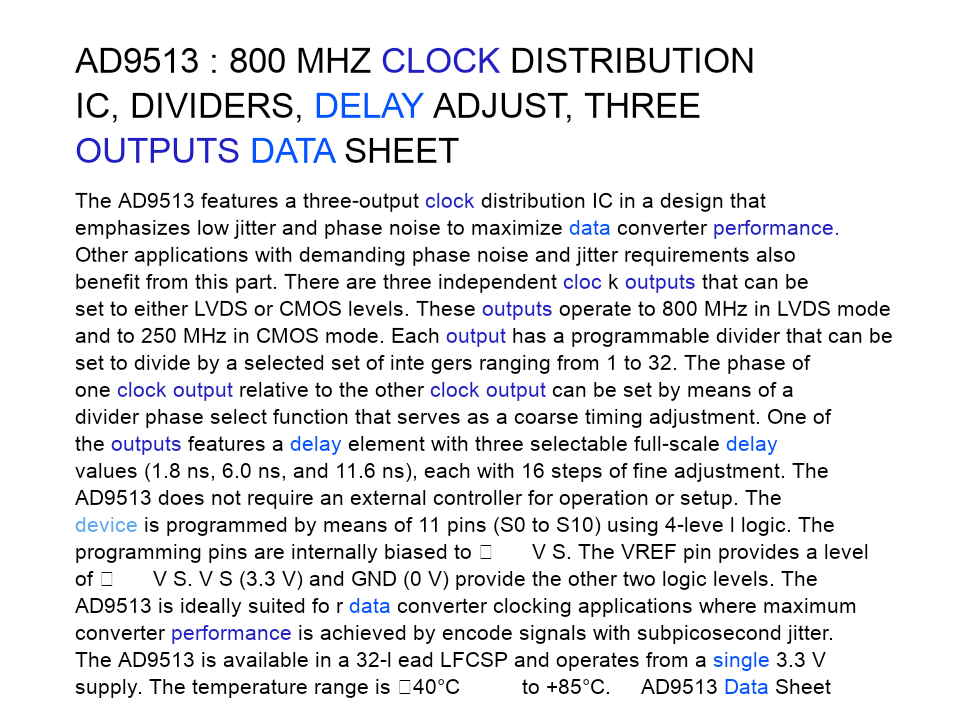 AD9513 : 800 MHZ CLOCK DISTRIBUTION
IC, DIVIDERS, DELAY ADJUST, THREE
OUTPUTS DATA SHEET
The AD9513 features a three-output clock distribution IC in a design that
emphasizes low jitter and phase noise to maximize data converter performance.
Other applications with demanding phase noise and jitter requirements also
benefit from this part. There are three independent cloc k outputs that can be
set to either LVDS or CMOS levels. These outputs operate to 800 MHz in LVDS mode
and to 250 MHz in CMOS mode. Each output has a programmable divider that can be
set to divide by a selected set of inte gers ranging from 1 to 32. The phase of
one clock output relative to the other clock output can be set by means of a
divider phase select function that serves as a coarse timing adjustment. One of
the outputs features a delay element with three selectable full-scale delay
values (1.8 ns, 6.0 ns, and 11.6 ns), each with 16 steps of fine adjustment. The
AD9513 does not require an external controller for operation or setup. The
device is programmed by means of 11 pins (S0 to S10) using 4-leve l logic. The
programming pins are internally biased to □ V S. The VREF pin provides a level
of □ V S. V S (3.3 V) and GND (0 V) provide the other two logic levels. The
AD9513 is ideally suited fo r data converter clocking applications where maximum
converter performance is achieved by encode signals with subpicosecond jitter.
The AD9513 is available in a 32-l ead LFCSP and operates from a single 3.3 V
supply. The temperature range is □40°C to +85°C. AD9513 Data Sheet